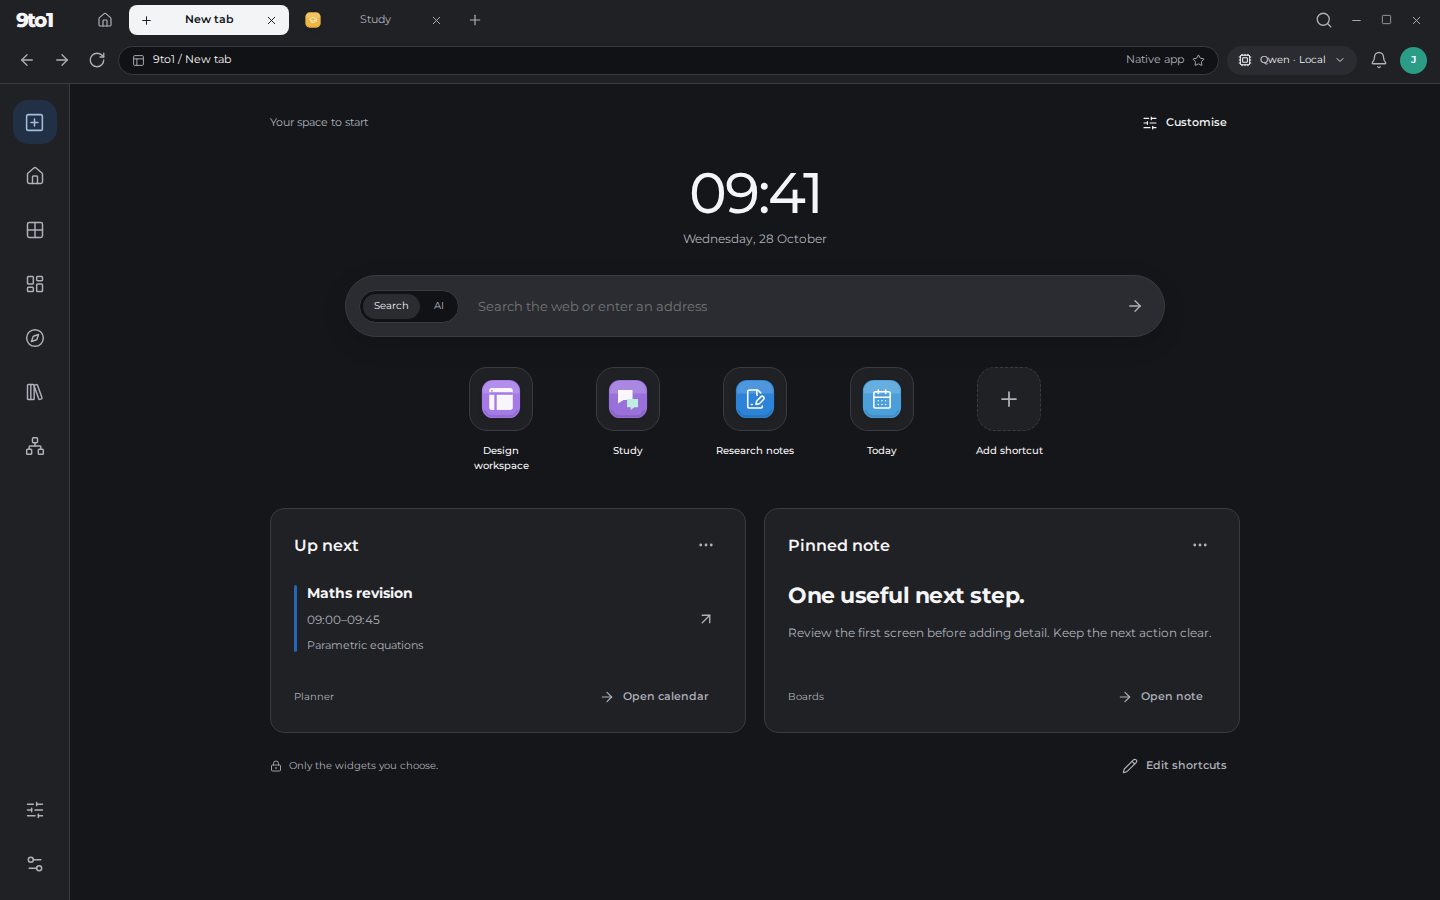 9to1
New tab
Study
9to1 / New tab
Native app
Qwen · Local
J
Your space to start
Customise
09:41
Wednesday, 28 October
Search
AI
Search the web or enter an address
Design
workspace
Study
Research notes
Today
Add shortcut
Up next
Maths revision
09:00–09:45
Parametric equations
Planner
Open calendar
Pinned note
One useful next step.
Review the first screen before adding detail. Keep the next action clear.
Boards
Open note
Only the widgets you choose.
Edit shortcuts